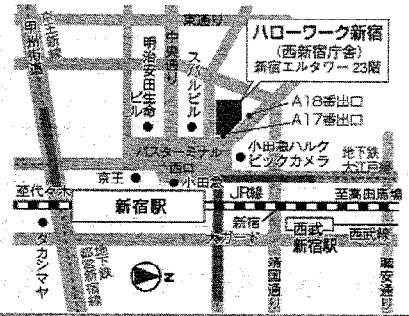 東通り
ハローワーク新宿
(西新宿庁舎)
新宿エルタワー 23階
京王新線
甲州街道
明治安田生命
ビル
中央通り
スバルビル
A18番出口
A17番出口
バスターミナル
西口
小田急ハルク
ビックカメラ
地下鉄
大江戸線
京王
小田急
至代々木
JR線
至高田馬場
新宿駅
新宿
大ガード
西武
新宿駅
西武線
タカシマヤ
地下鉄
都営新宿線
N
靖国通り
職安通り